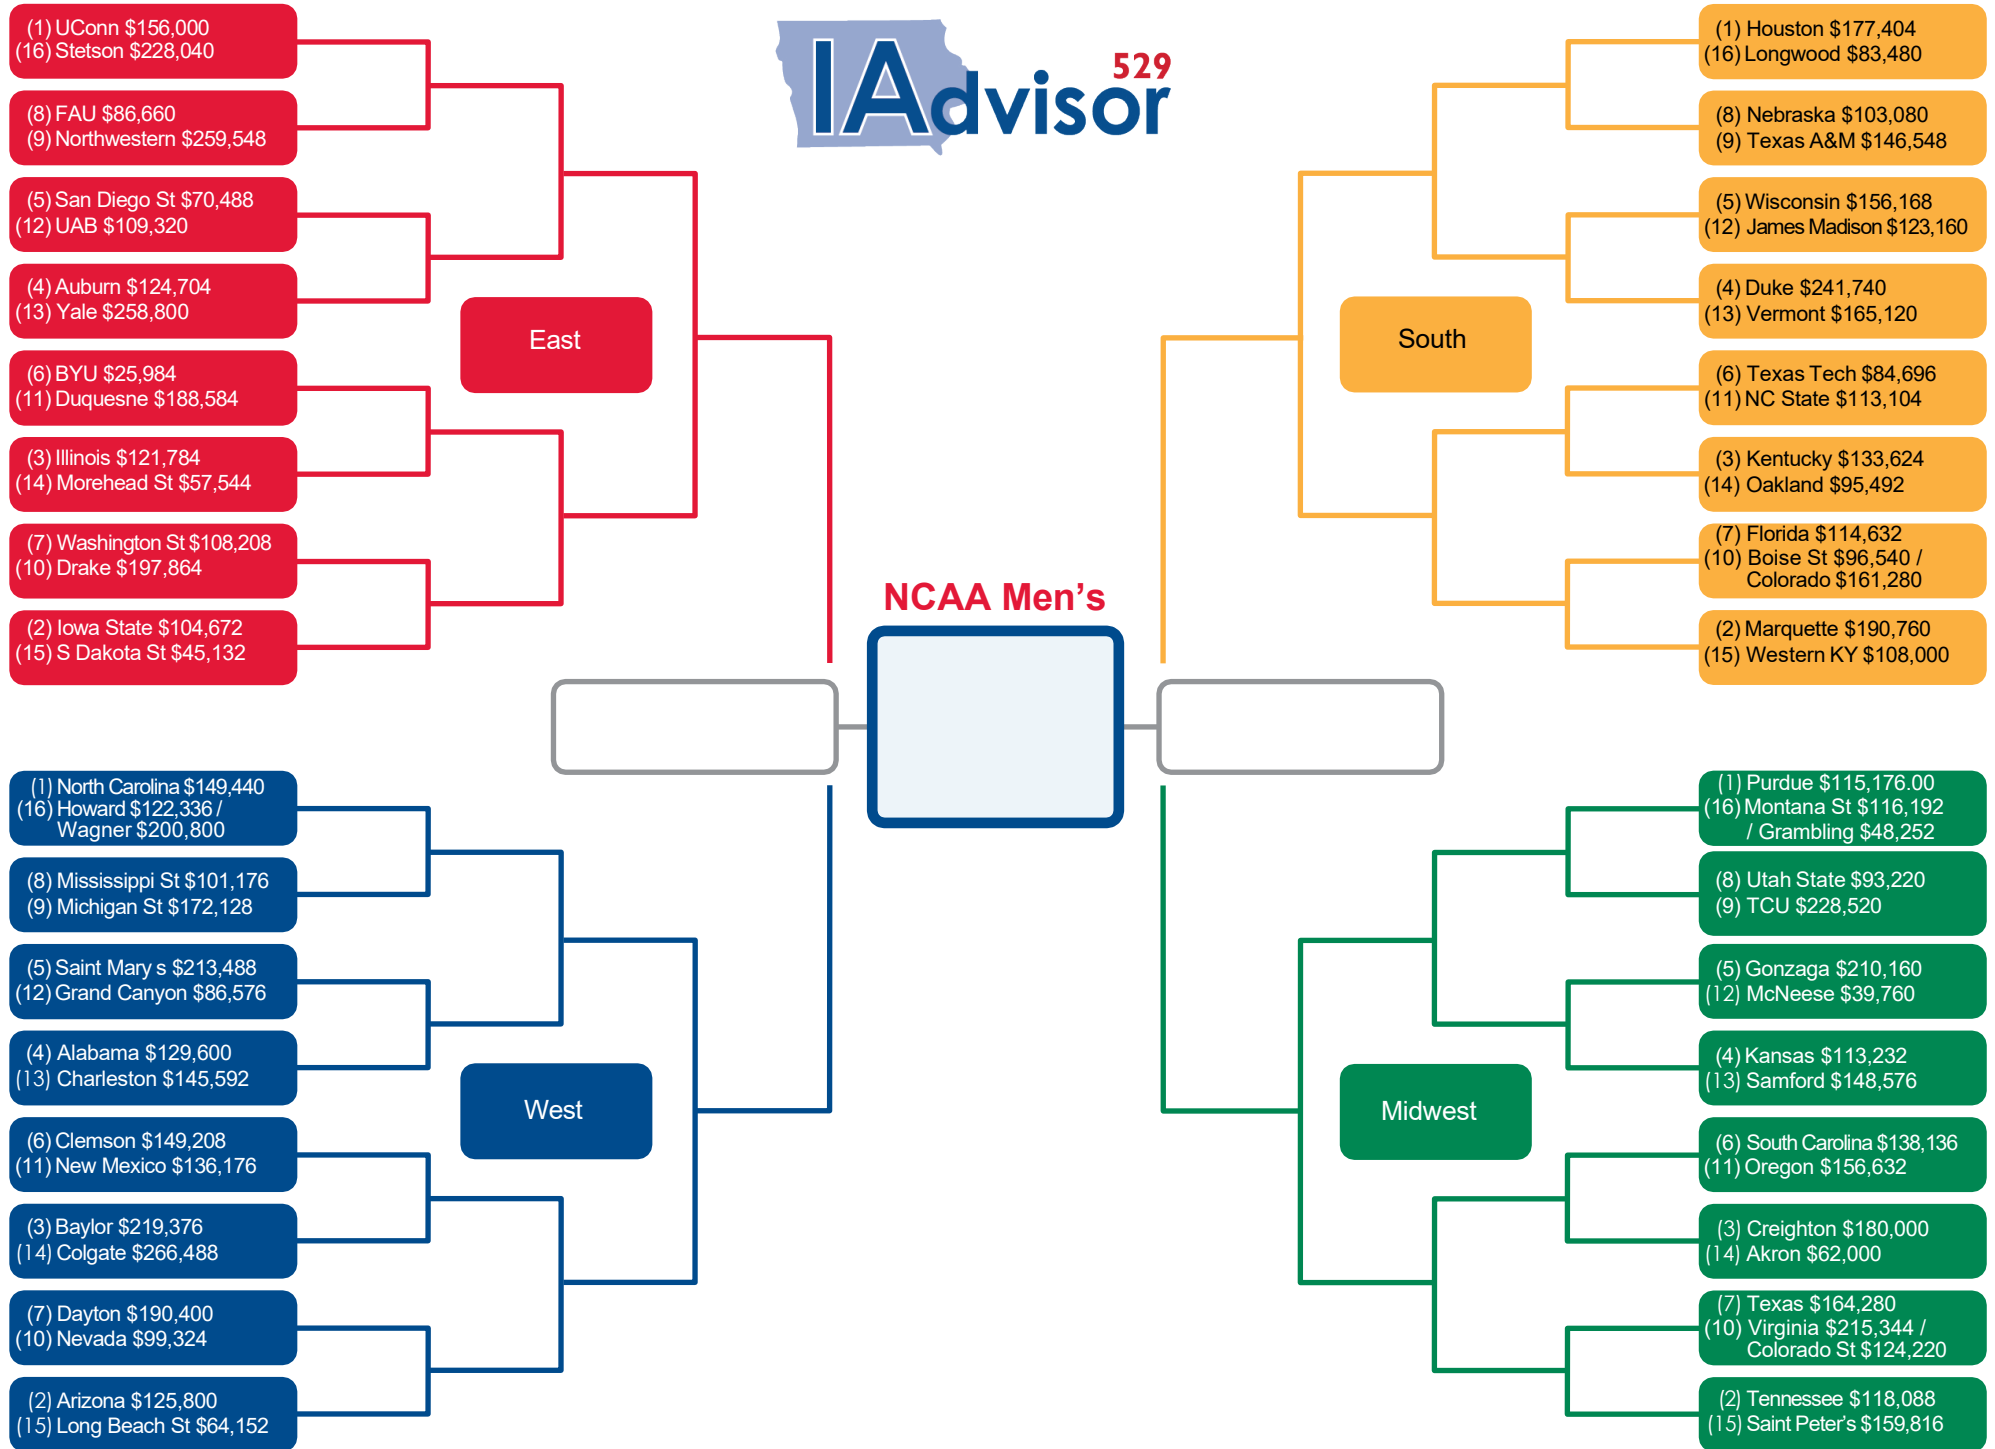 IAdvisor 529
(1) UConn $156,000
(16) Stetson $228,040
(8) FAU $86,660
(9) Northwestern $259,548
(5) San Diego St $70,488
(12) UAB $109,320
(4) Auburn $124,704
(13) Yale $258,800
(6) BYU $25,984
(11) Duquesne $188,584
(3) Illinois $121,784
(14) Morehead St $57,544
(7) Washington St $108,208
(10) Drake $197,864
(2) Iowa State $104,672
(15) S Dakota St $45,132
East
(1) Houston $177,404
(16) Longwood $83,480
(8) Nebraska $103,080
(9) Texas A&M $146,548
(5) Wisconsin $156,168
(12) James Madison $123,160
(4) Duke $241,740
(13) Vermont $165,120
(6) Texas Tech $84,696
(11) NC State $113,104
(3) Kentucky $133,624
(14) Oakland $95,492
(7) Florida $114,632
(10) Boise St $96,540 /
Colorado $161,280
(2) Marquette $190,760
(15) Western KY $108,000
South
NCAA Men’s
(1) North Carolina $149,440
(16) Howard $122,336 /
Wagner $200,800
(8) Mississippi St $101,176
(9) Michigan St $172,128
(5) Saint Mary s $213,488
(12) Grand Canyon $86,576
(4) Alabama $129,600
(13) Charleston $145,592
(6) Clemson $149,208
(11) New Mexico $136,176
(3) Baylor $219,376
(14) Colgate $266,488
(7) Dayton $190,400
(10) Nevada $99,324
(2) Arizona $125,800
(15) Long Beach St $64,152
West
(1) Purdue $115,176.00
(16) Montana St $116,192
/ Grambling $48,252
(8) Utah State $93,220
(9) TCU $228,520
(5) Gonzaga $210,160
(12) McNeese $39,760
(4) Kansas $113,232
(13) Samford $148,576
(6) South Carolina $138,136
(11) Oregon $156,632
(3) Creighton $180,000
(14) Akron $62,000
(7) Texas $164,280
(10) Virginia $215,344 /
Colorado St $124,220
(2) Tennessee $118,088
(15) Saint Peter's $159,816
Midwest